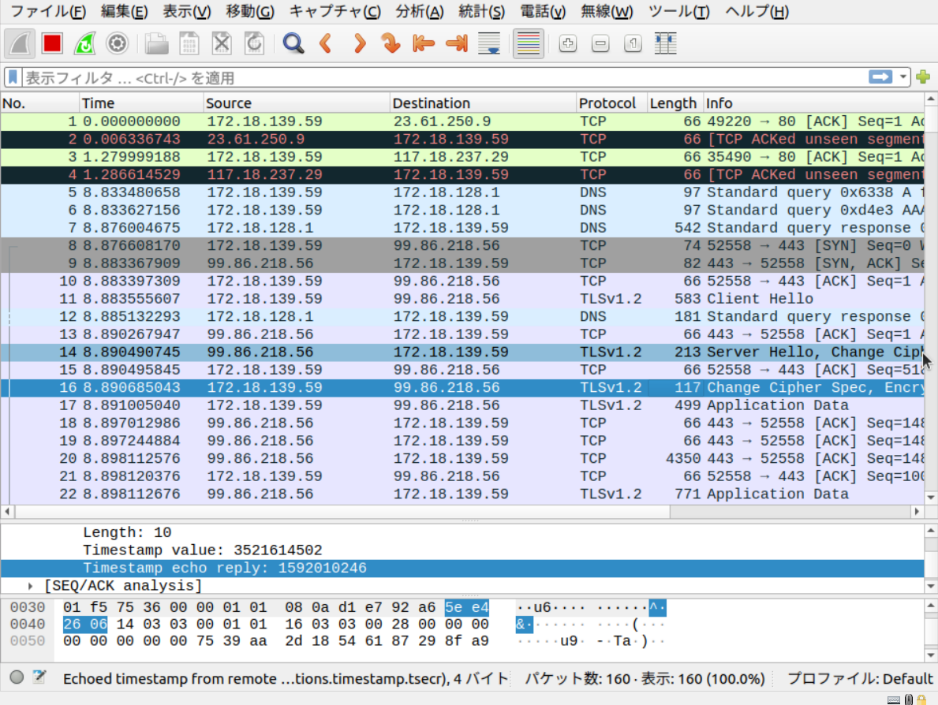 ファイル(F) 編集(E) 表示(V) 移動(G) キャプチャ(C) 分析(A) 統計(S) 電話(y) 無線(W) ツール(T) ヘルプ(H)
表示フィルタ … <Ctrl-/> を適用
No. Time Source Destination Protocol Length Info
1 0.000000000 172.18.139.59 23.61.250.9 TCP 66 49220 → 80 [ACK] Seq=1 Ac
2 0.006336743 23.61.250.9 172.18.139.59 TCP 66 [TCP ACKed unseen segment
3 1.279999188 172.18.139.59 117.18.237.29 TCP 66 35490 → 80 [ACK] Seq=1 Ac
4 1.286614529 117.18.237.29 172.18.139.59 TCP 66 [TCP ACKed unseen segment
5 8.833480658 172.18.139.59 172.18.128.1 DNS 97 Standard query 0x6338 A f
6 8.833627156 172.18.139.59 172.18.128.1 DNS 97 Standard query 0xd4e3 AAA
7 8.876004675 172.18.128.1 172.18.139.59 DNS 542 Standard query response 0
8 8.876608170 172.18.139.59 99.86.218.56 TCP 74 52558 → 443 [SYN] Seq=0 W
9 8.883367909 99.86.218.56 172.18.139.59 TCP 82 443 → 52558 [SYN, ACK] Se
10 8.883397309 172.18.139.59 99.86.218.56 TCP 66 52558 → 443 [ACK] Seq=1 A
11 8.883555607 172.18.139.59 99.86.218.56 TLSv1.2 583 Client Hello
12 8.885132293 172.18.128.1 172.18.139.59 DNS 181 Standard query response 0
13 8.890267947 99.86.218.56 172.18.139.59 TCP 66 443 → 52558 [ACK] Seq=1 A
14 8.890490745 99.86.218.56 172.18.139.59 TLSv1.2 213 Server Hello, Change Ciph
15 8.890495845 172.18.139.59 99.86.218.56 TCP 66 52558 → 443 [ACK] Seq=518
16 8.890685043 172.18.139.59 99.86.218.56 TLSv1.2 117 Change Cipher Spec, Encry
17 8.891005040 172.18.139.59 99.86.218.56 TLSv1.2 499 Application Data
18 8.897012986 99.86.218.56 172.18.139.59 TCP 66 443 → 52558 [ACK] Seq=148
19 8.897244884 99.86.218.56 172.18.139.59 TCP 66 443 → 52558 [ACK] Seq=148
20 8.898112576 99.86.218.56 172.18.139.59 TCP 4350 443 → 52558 [ACK] Seq=148
21 8.898120376 172.18.139.59 99.86.218.56 TCP 66 52558 → 443 [ACK] Seq=100
22 8.898112676 99.86.218.56 172.18.139.59 TLSv1.2 771 Application Data
Length: 10
Timestamp value: 3521614502
Timestamp echo reply: 1592010246
[SEQ/ACK analysis]
0030 01 f5 75 36 00 00 01 01 08 0a d1 e7 92 a6 5e e4 ··u6···· ······^·
0040 26 06 14 03 03 00 01 01 16 03 03 00 28 00 00 00 &······· ····(···
0050 00 00 00 00 00 75 39 aa 2d 18 54 61 87 29 8f a9 ·····u9· -·Ta·)··
Echoed timestamp from remote …tions.timestamp.tsecr), 4 バイト パケット数: 160 · 表示: 160 (100.0%) プロファイル: Default